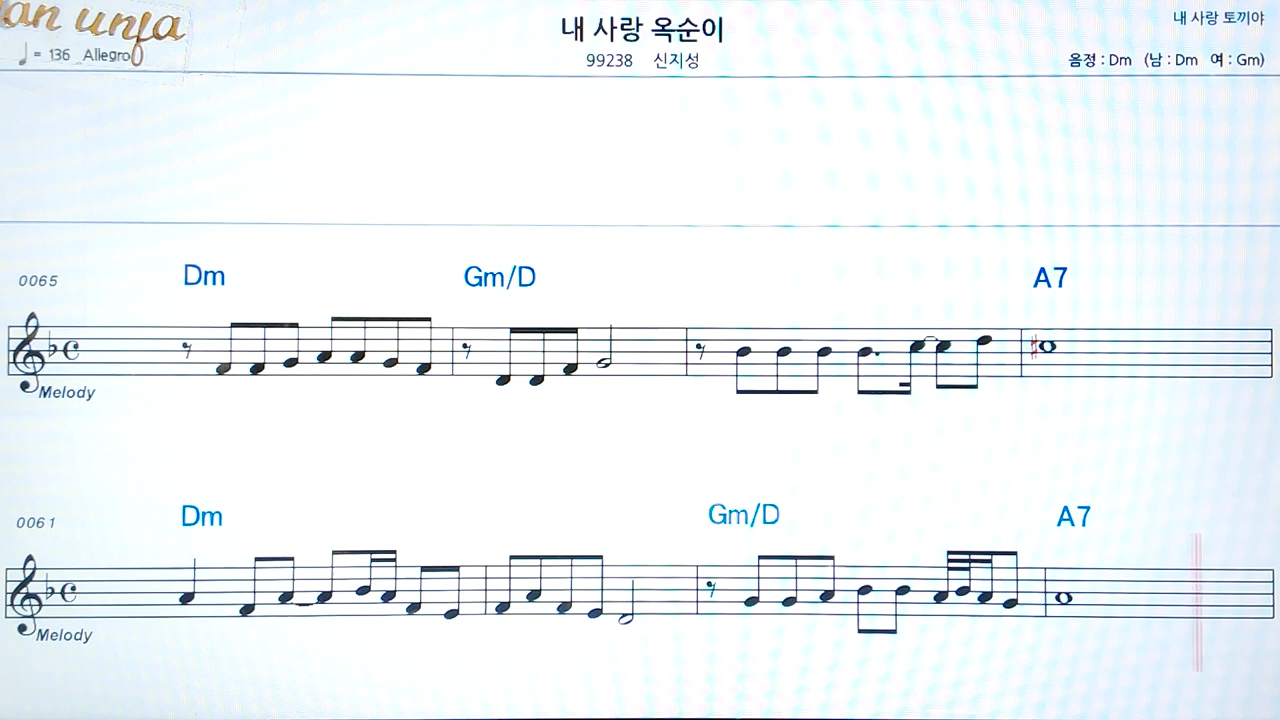 an unfa
♩ = 136 Allegro
내 사랑 옥순이
99238 신지성
내 사랑 토끼야
음정 : Dm (남 : Dm 여 : Gm)
0065
Dm Gm/D A7
Melody
0061
Dm Gm/D A7
Melody